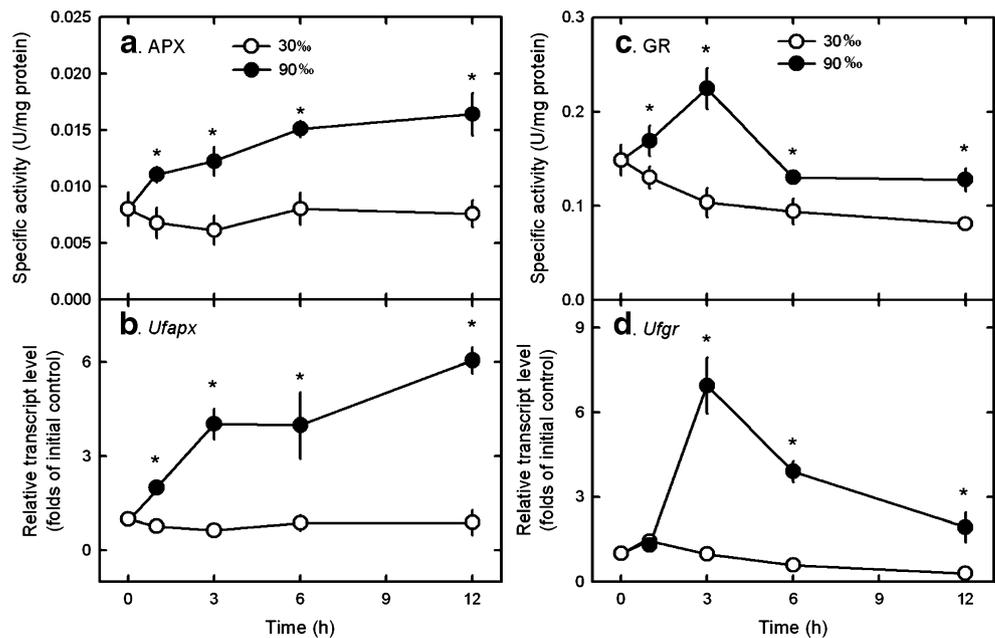 a. APX
30‰
90‰
Specific activity (U/mg protein)
0.025
0.020
0.015
0.010
0.005
0.000
* * * *
b. Ufapx
Relative transcript level
(folds of initial control)
6
3
0
* * * *
0 3 6 9 12
Time (h)
c. GR
30‰
90‰
Specific activity (U/mg protein)
0.3
0.2
0.1
0.0
* * * *
d. Ufgr
Relative transcript level
(folds of initial control)
9
6
3
0
* * *
0 3 6 9 12
Time (h)